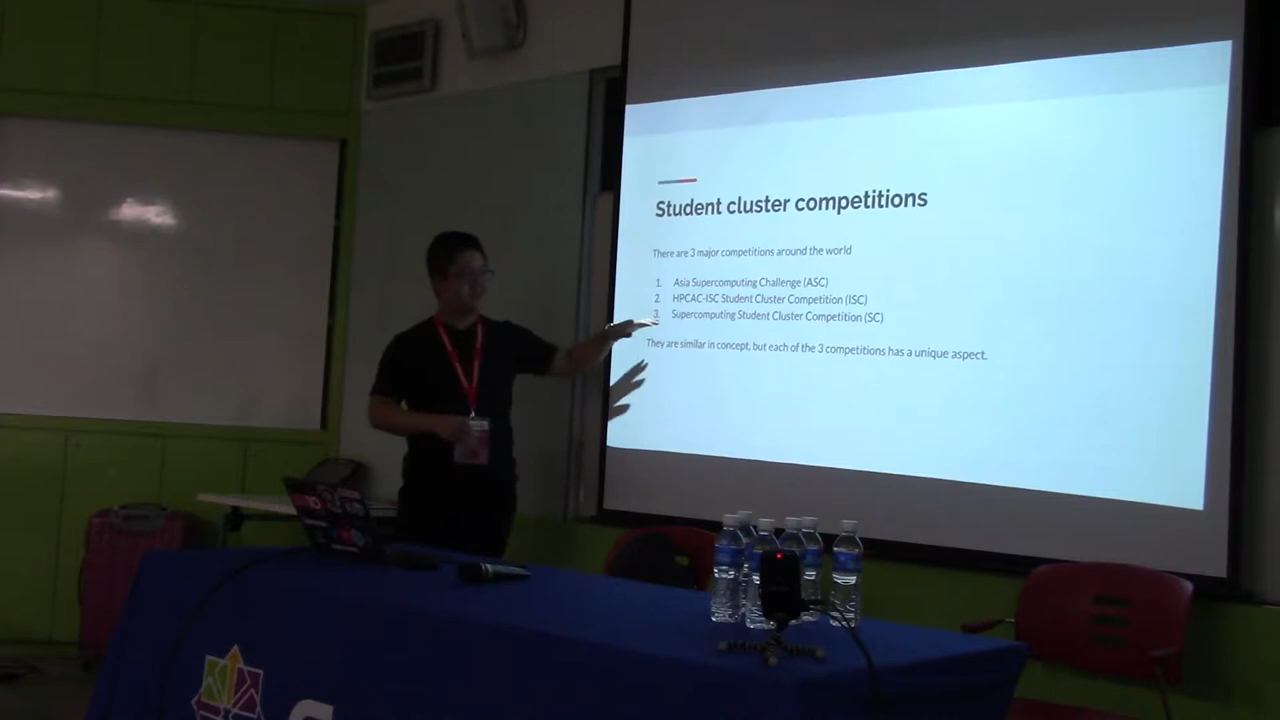 Student cluster competitions
There are 3 major competitions around the world
1. Asia Supercomputing Challenge (ASC)
2. HPCAC-ISC Student Cluster Competition (ISC)
3. Supercomputing Student Cluster Competition (SC)
They are similar in concept, but each of the 3 competitions has a unique aspect.